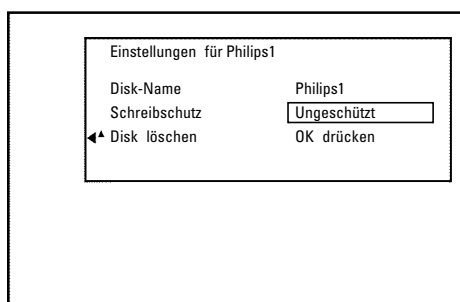 Einstellungen für Philips1
Disk-Name Philips1
Schreibschutz Ungeschützt
Disk löschen OK drücken